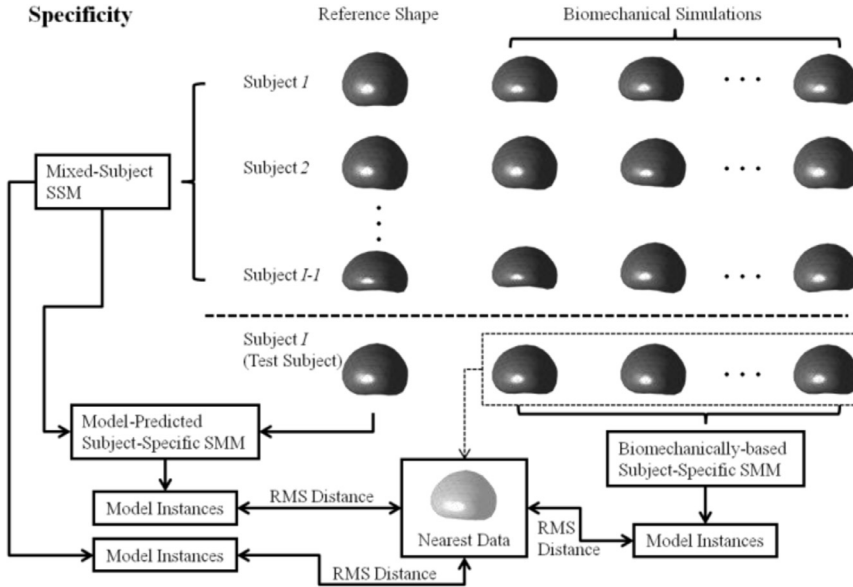 Specificity
Reference Shape
Biomechanical Simulations
Subject 1
Mixed-Subject
SSM
Subject 2
Subject I-1
Subject I
(Test Subject)
Model-Predicted
Subject-Specific SMM
Biomechanically-based
Subject-Specific SMM
Model Instances
RMS Distance
Nearest Data
RMS
Distance
Model Instances
Model Instances
RMS Distance